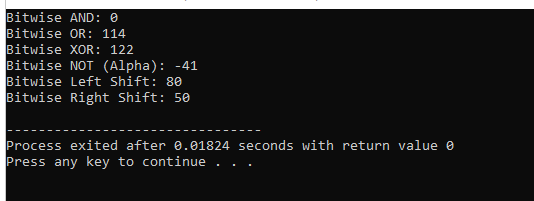 Bitwise AND: 0
Bitwise OR: 114
Bitwise XOR: 122
Bitwise NOT (Alpha): -41
Bitwise Left Shift: 80
Bitwise Right Shift: 50
--------------------------------
Process exited after 0.01824 seconds with return value 0
Press any key to continue . . .